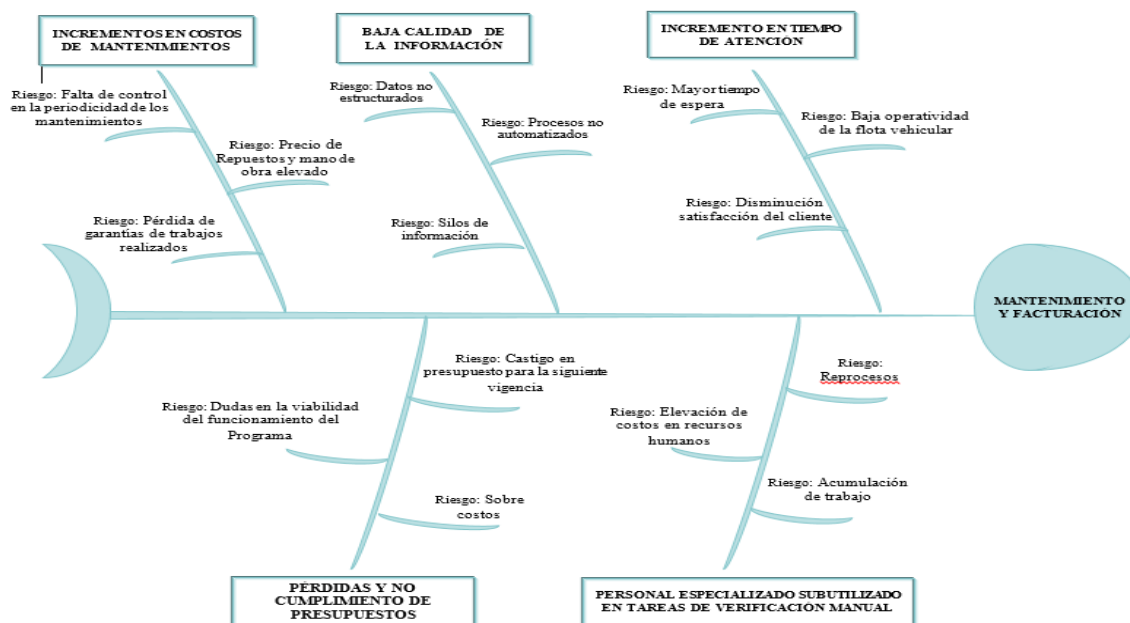 INCREMENTOS EN COSTOS
DE MANTENIMIENTOS
BAJA CALIDAD DE
LA INFORMACIÓN
INCREMENTO EN TIEMPO
DE ATENCIÓN
Riesgo: Falta de control
en la periodicidad de los
mantenimientos
Riesgo: Precio de
Repuestos y mano de
obra elevado
Riesgo: Pérdida de
garantías de trabajos
realizados
Riesgo: Datos no
estructurados
Riesgo: Procesos no
automatizados
Riesgo: Silos de
información
Riesgo: Mayor tiempo
de espera
Riesgo: Baja operatividad
de la flota vehicular
Riesgo: Disminución
satisfacción del cliente
MANTENIMIENTO
Y FACTURACIÓN
Riesgo: Castigo en
presupuesto para la siguiente
vigencia
Riesgo: Dudas en la viabilidad
del funcionamiento del
Programa
Riesgo: Sobre
costos
Riesgo:
Reprocesos
Riesgo: Elevación de
costos en recursos
humanos
Riesgo: Acumulación
de trabajo
PÉRDIDAS Y NO
CUMPLIMIENTO DE
PRESUPUESTOS
PERSONAL ESPECIALIZADO SUBUTILIZADO
EN TAREAS DE VERIFICACIÓN MANUAL